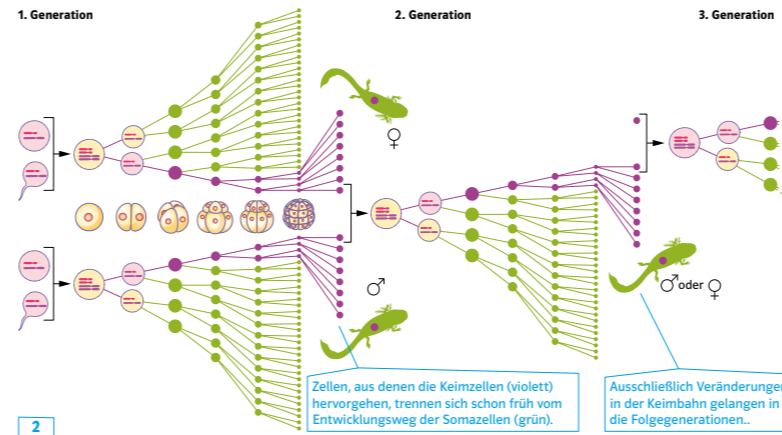 1. Generation
2. Generation
3. Generation
♀
♂
♂ oder ♀
Zellen, aus denen die Keimzellen (violett)
hervorgehen, trennen sich schon früh vom
Entwicklungsweg der Somazellen (grün).
Ausschließlich Veränderungen
in der Keimbahn gelangen in
die Folgegenerationen..
2